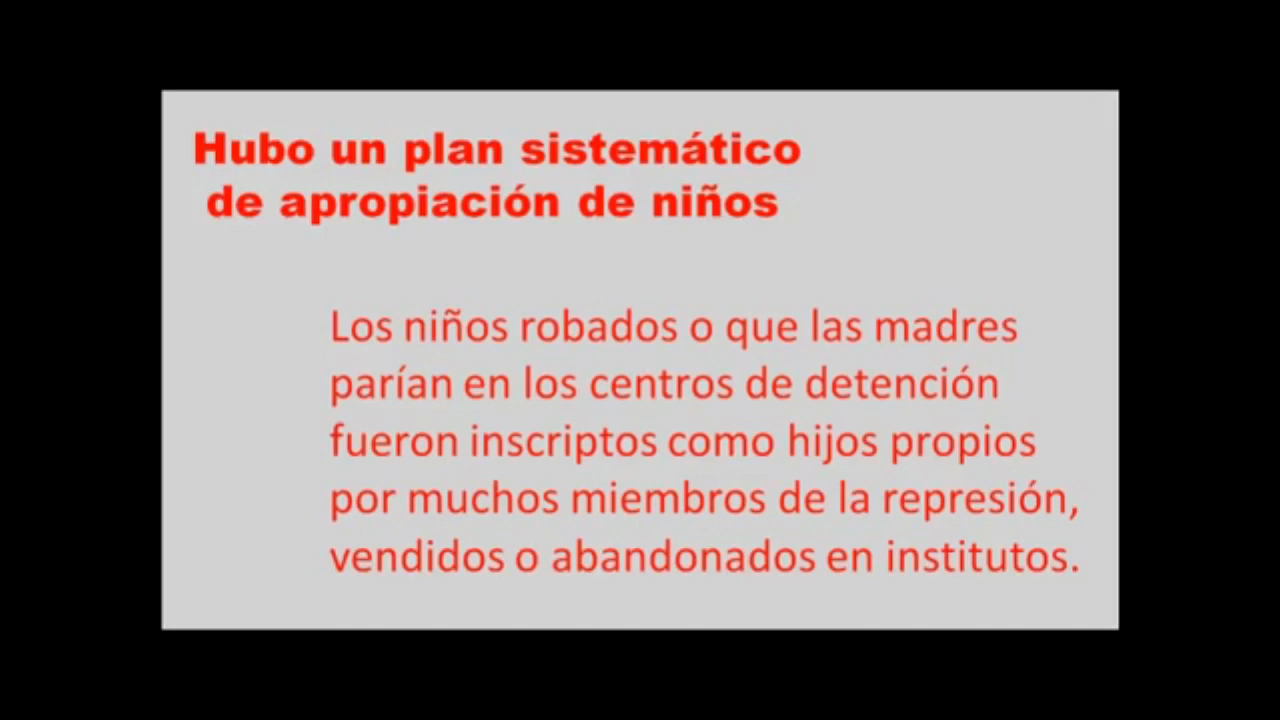 Hubo un plan sistemático
de apropiación de niños
Los niños robados o que las madres
parían en los centros de detención
fueron inscriptos como hijos propios
por muchos miembros de la represión,
vendidos o abandonados en institutos.